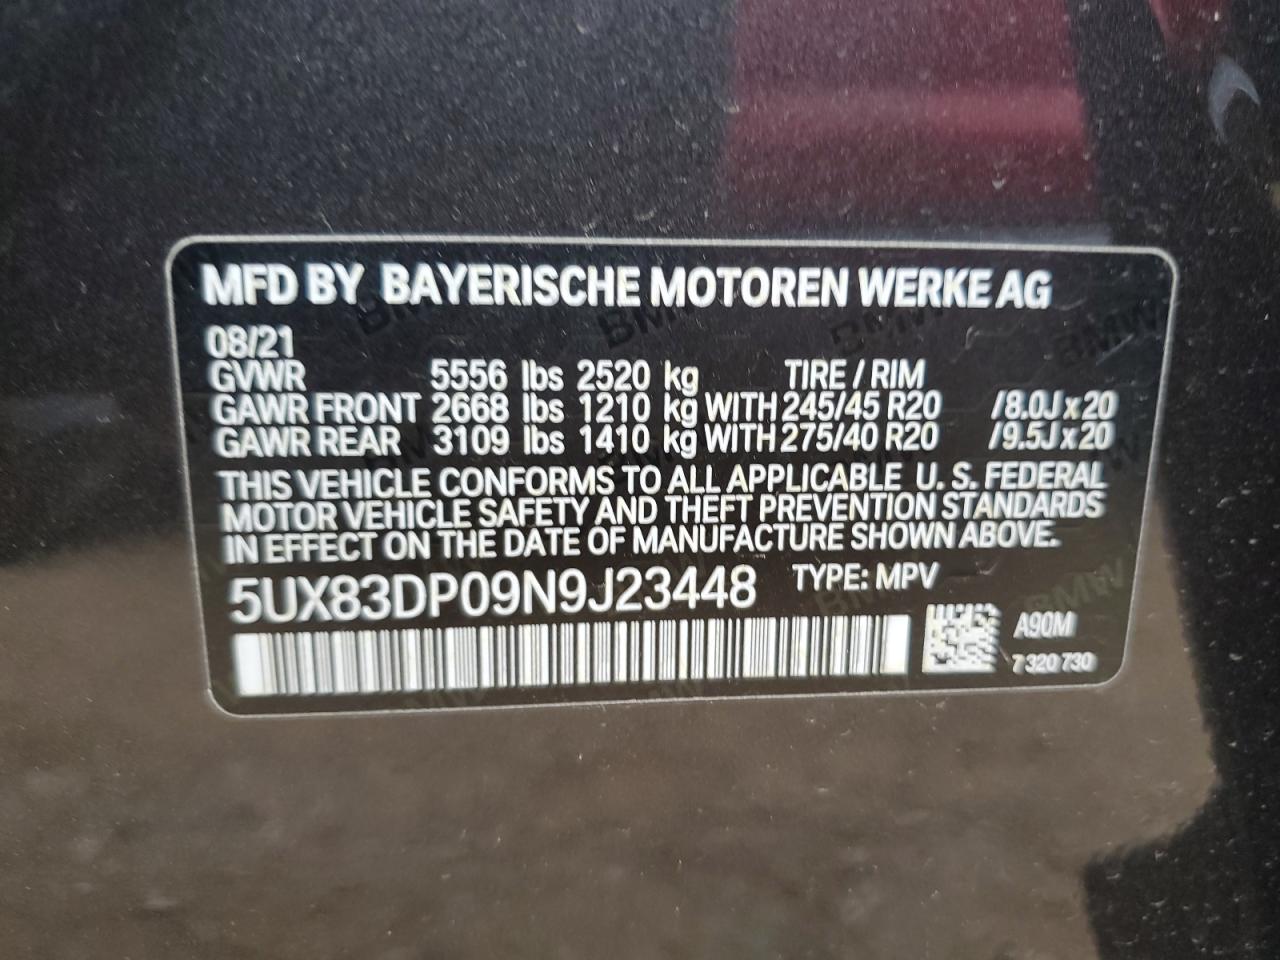 MFD BY BAYERISCHE MOTOREN WERKE AG
08/21
GVWR 5556 lbs 2520 kg TIRE / RIM
GAWR FRONT 2668 lbs 1210 kg WITH 245/45 R20 /8.0J x 20
GAWR REAR 3109 lbs 1410 kg WITH 275/40 R20 /9.5J x 20
THIS VEHICLE CONFORMS TO ALL APPLICABLE U.S. FEDERAL
MOTOR VEHICLE SAFETY AND THEFT PREVENTION STANDARDS
IN EFFECT ON THE DATE OF MANUFACTURE SHOWN ABOVE.
5UX83DP09N9J23448 TYPE: MPV
A90M
7 320 730